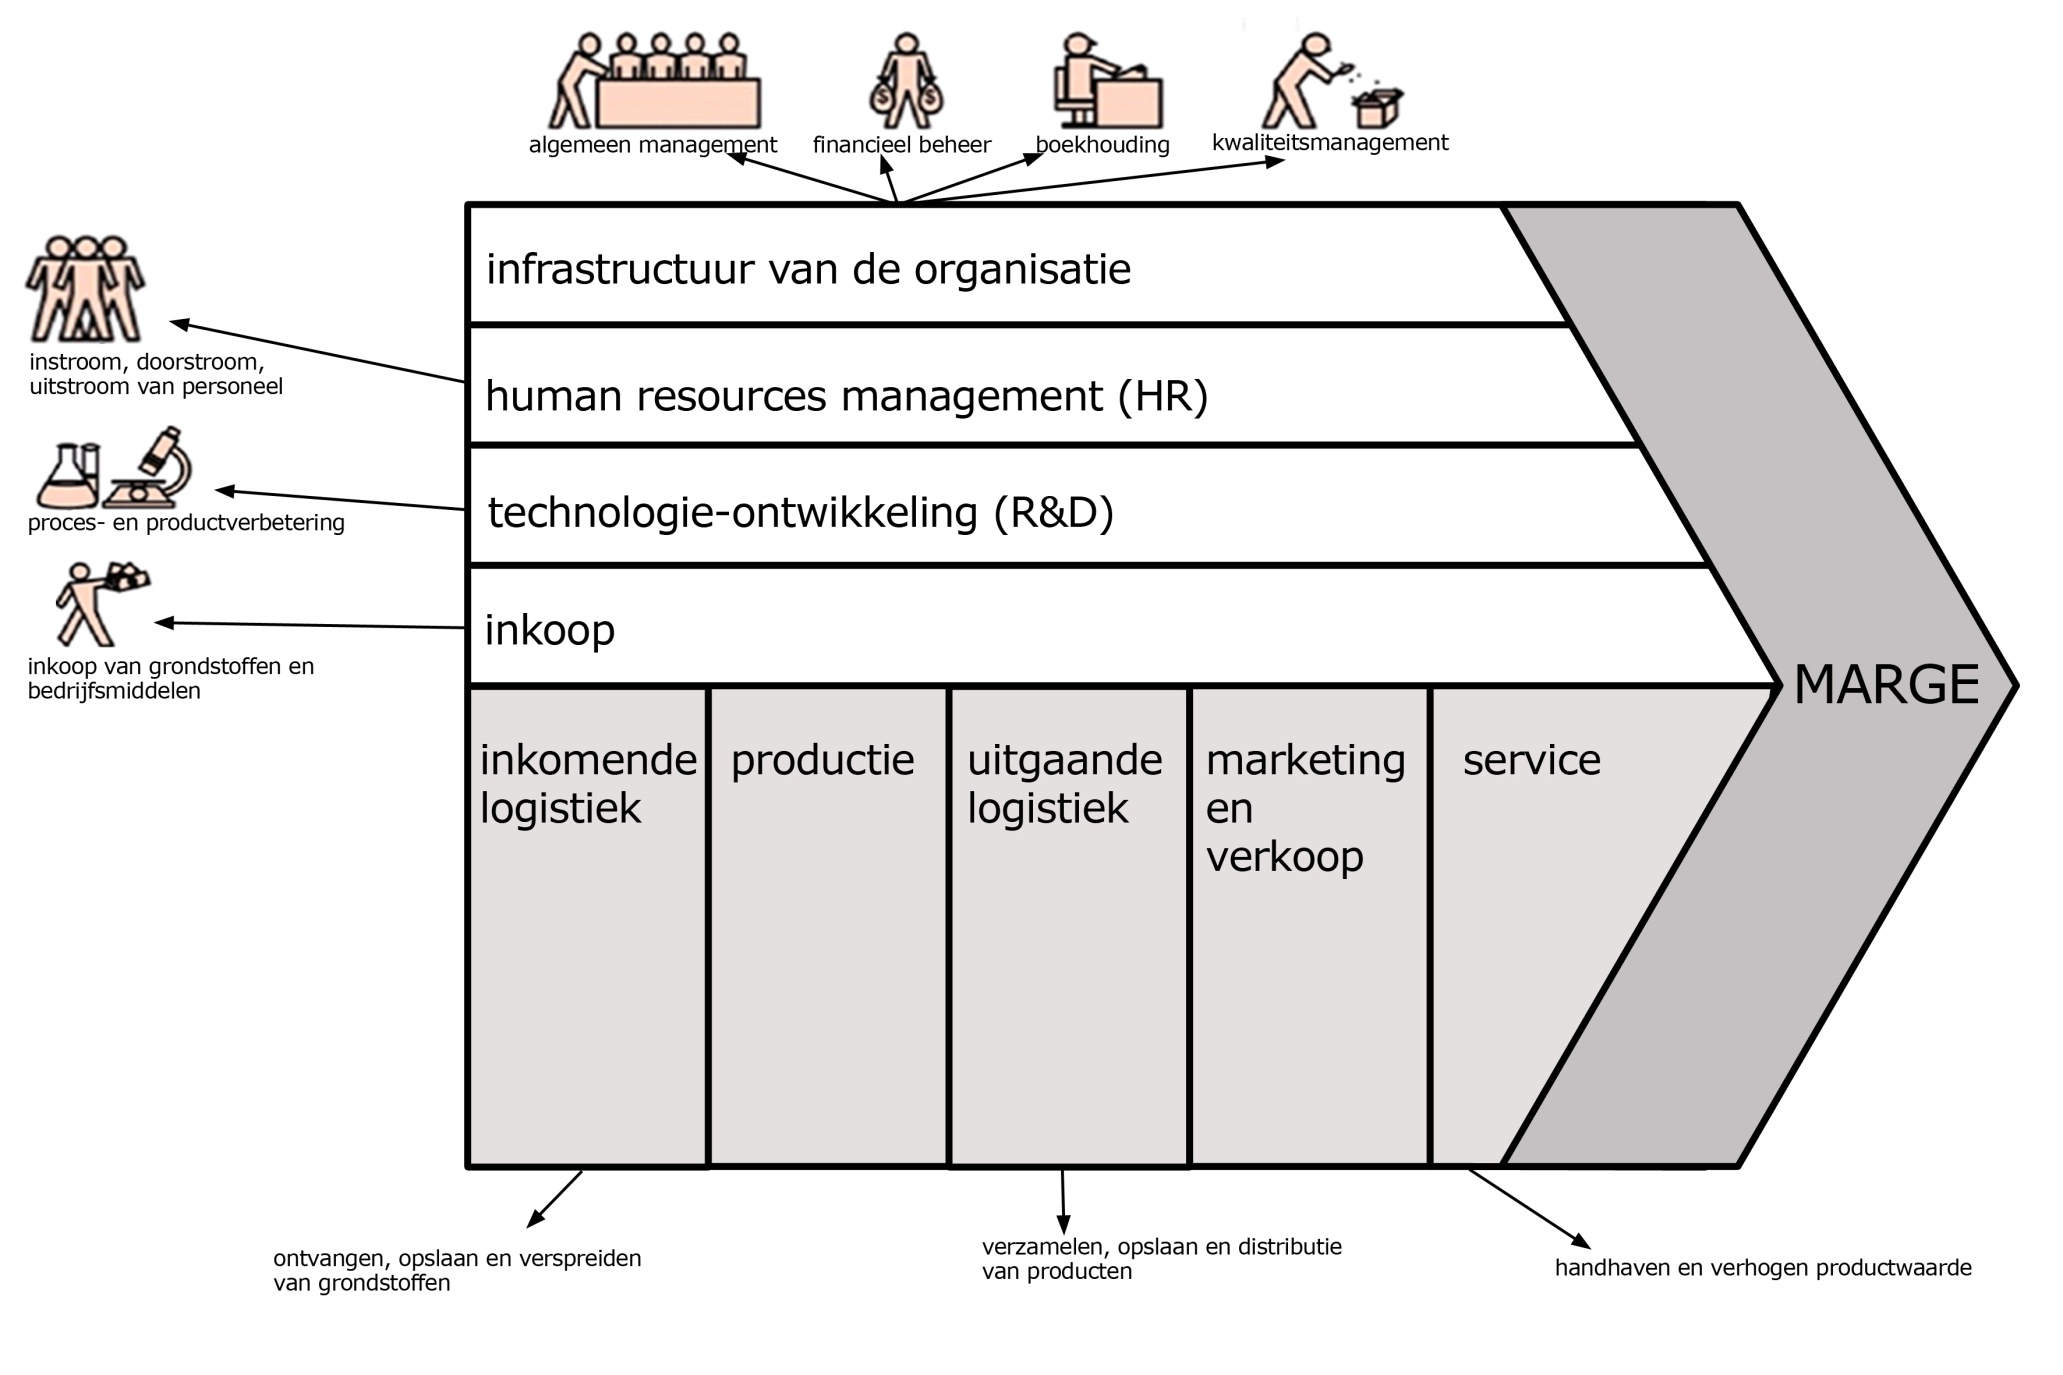 algemeen management
financieel beheer
boekhouding
kwaliteitsmanagement
infrastructuur van de organisatie
instroom, doorstroom,
uitstroom van personeel
human resources management (HR)
technologie-ontwikkeling (R&D)
proces- en productverbetering
inkoop
inkoop van grondstoffen en
bedrijfsmiddelen
MARGE
inkomende
logistiek
productie
uitgaande
logistiek
marketing
en
verkoop
service
ontvangen, opslaan en verspreiden
van grondstoffen
verzamelen, opslaan en distributie
van producten
handhaven en verhogen productwaarde